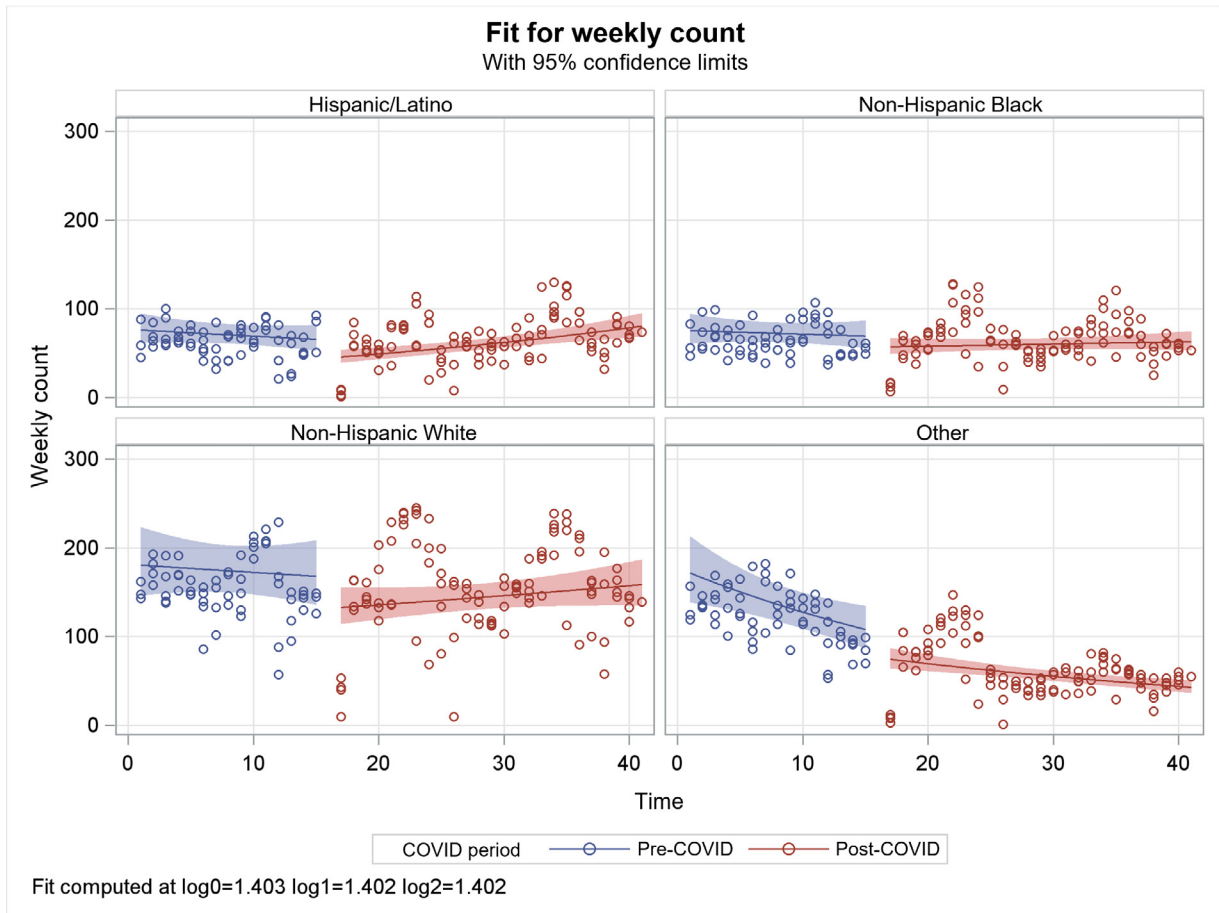 Fit for weekly count
With 95% confidence limits
Hispanic/Latino
Non-Hispanic Black
300
200
100
0
Non-Hispanic White
Other
300
200
100
0
Weekly count
0 10 20 30 40 0 10 20 30 40
Time
COVID period Pre-COVID Post-COVID
Fit computed at log0=1.403 log1=1.402 log2=1.402